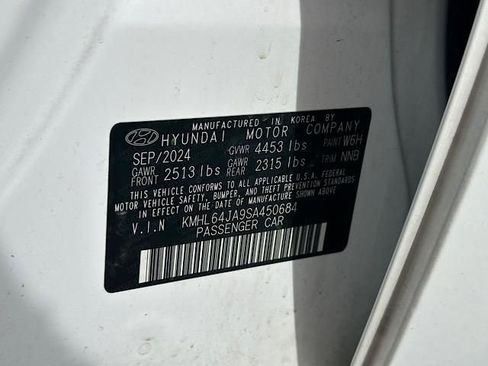 MANUFACTURED IN KOREA BY
HYUNDAI MOTOR COMPANY
SEP/2024 GVWR 4453 lbs PAINT W6H
GAWR FRONT 2513 lbs GAWR REAR 2315 lbs TRIM NNB
THIS VEHICLE CONFORMS TO ALL APPLICABLE U.S.A. FEDERAL
MOTOR VEHICLE SAFETY, BUMPER, AND THEFT PREVENTION STANDARDS
IN EFFECT ON THE DATE OF MANUFACTURE SHOWN ABOVE.
V.I.N KMHL64JA9SA450684
PASSENGER CAR